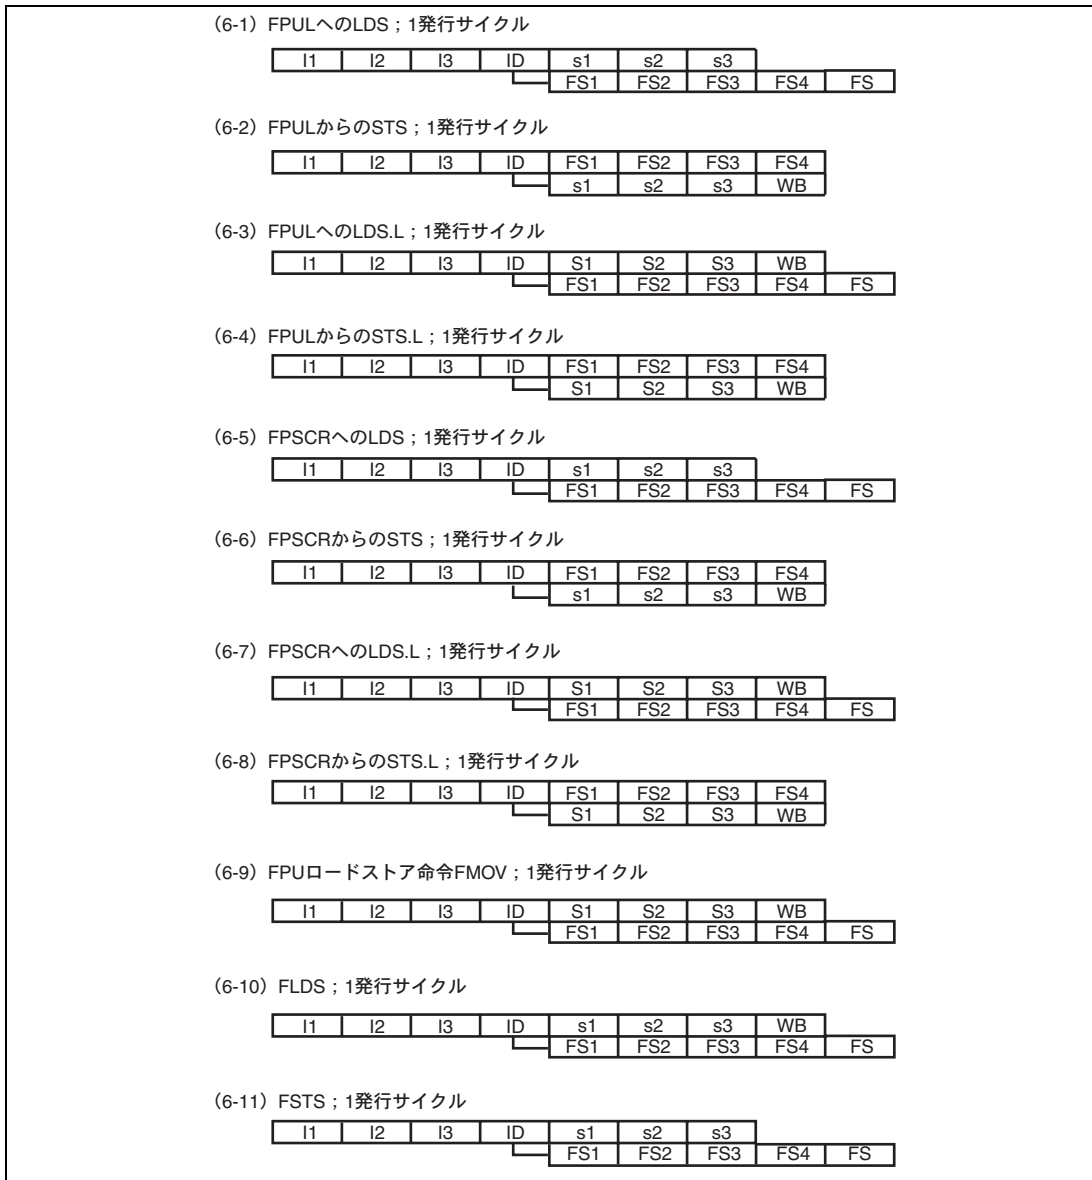 (6-1) FPULへのLDS；1発行サイクル
I1 I2 I3 ID s1 s2 s3
FS1 FS2 FS3 FS4 FS
(6-2) FPULからのSTS；1発行サイクル
I1 I2 I3 ID FS1 FS2 FS3 FS4
s1 s2 s3 WB
(6-3) FPULへのLDS.L；1発行サイクル
I1 I2 I3 ID S1 S2 S3 WB
FS1 FS2 FS3 FS4 FS
(6-4) FPULからのSTS.L；1発行サイクル
I1 I2 I3 ID FS1 FS2 FS3 FS4
S1 S2 S3 WB
(6-5) FPSCRへのLDS；1発行サイクル
I1 I2 I3 ID s1 s2 s3
FS1 FS2 FS3 FS4 FS
(6-6) FPSCRからのSTS；1発行サイクル
I1 I2 I3 ID FS1 FS2 FS3 FS4
s1 s2 s3 WB
(6-7) FPSCRへのLDS.L；1発行サイクル
I1 I2 I3 ID S1 S2 S3 WB
FS1 FS2 FS3 FS4 FS
(6-8) FPSCRからのSTS.L；1発行サイクル
I1 I2 I3 ID FS1 FS2 FS3 FS4
S1 S2 S3 WB
(6-9) FPUロードストア命令FMOV；1発行サイクル
I1 I2 I3 ID S1 S2 S3 WB
FS1 FS2 FS3 FS4 FS
(6-10) FLDS；1発行サイクル
I1 I2 I3 ID s1 s2 s3 WB
FS1 FS2 FS3 FS4 FS
(6-11) FSTS；1発行サイクル
I1 I2 I3 ID s1 s2 s3
FS1 FS2 FS3 FS4 FS